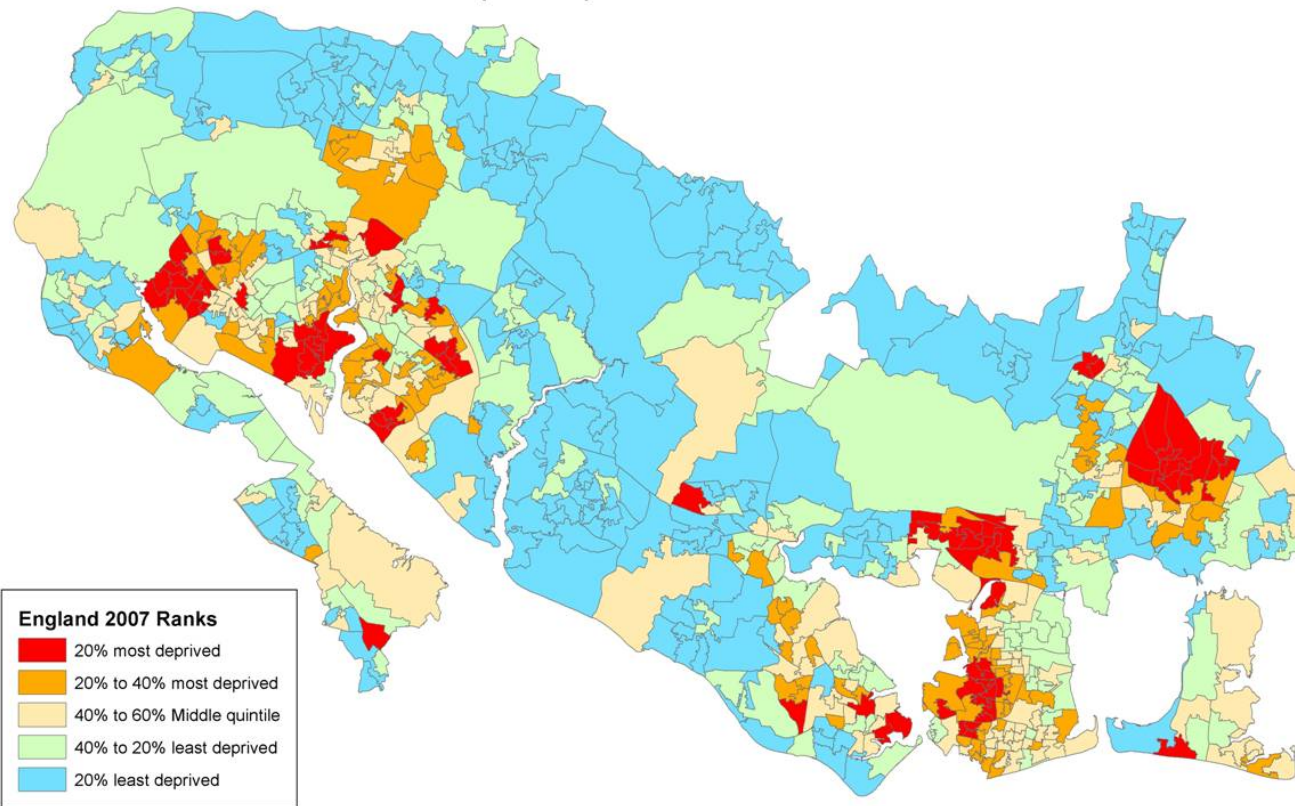 England 2007 Ranks
20% most deprived
20% to 40% most deprived
40% to 60% Middle quintile
40% to 20% least deprived
20% least deprived